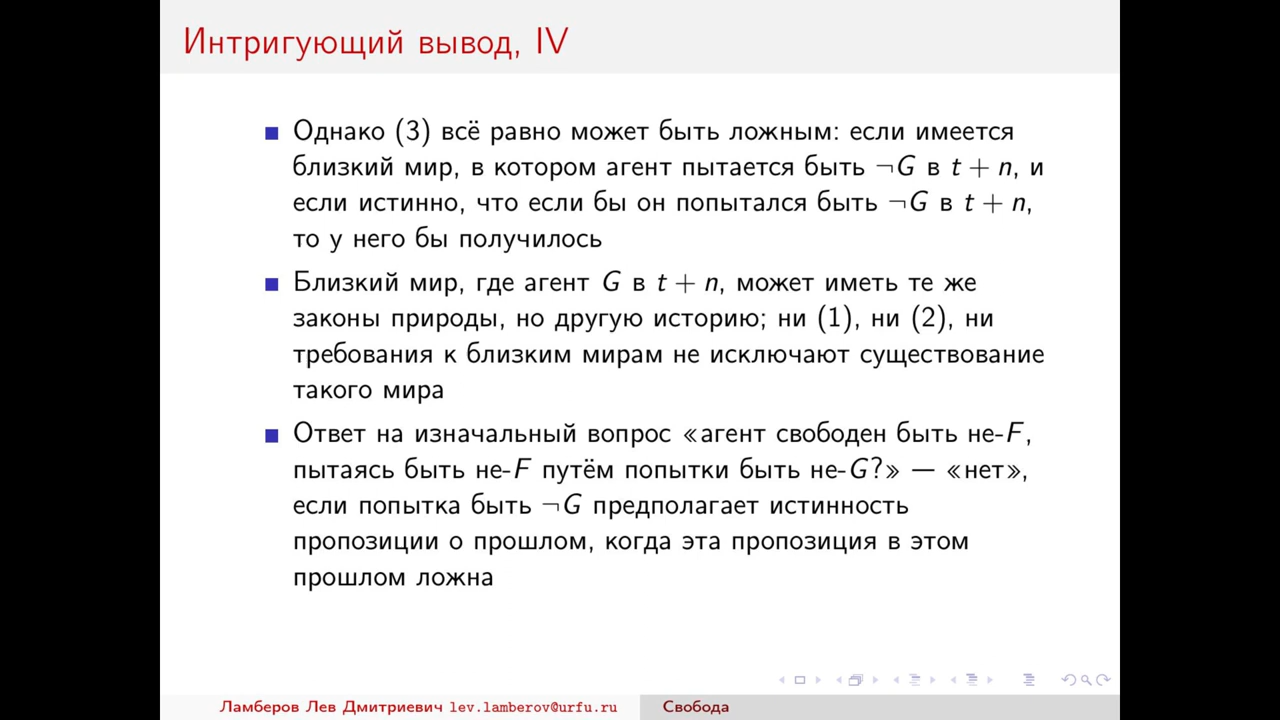 Интригующий вывод, IV
Однако (3) всё равно может быть ложным: если имеется
близкий мир, в котором агент пытается быть ¬G в t + n, и
если истинно, что если бы он попытался быть ¬G в t + n,
то у него бы получилось
Близкий мир, где агент G в t + n, может иметь те же
законы природы, но другую историю; ни (1), ни (2), ни
требования к близким мирам не исключают существование
такого мира
Ответ на изначальный вопрос «агент свободен быть не-F,
пытаясь быть не-F путём попытки быть не-G?» — «нет»,
если попытка быть ¬G предполагает истинность
пропозиции о прошлом, когда эта пропозиция в этом
прошлом ложна
Ламберов Лев Дмитриевич lev.lamberov@urfu.ru
Свобода